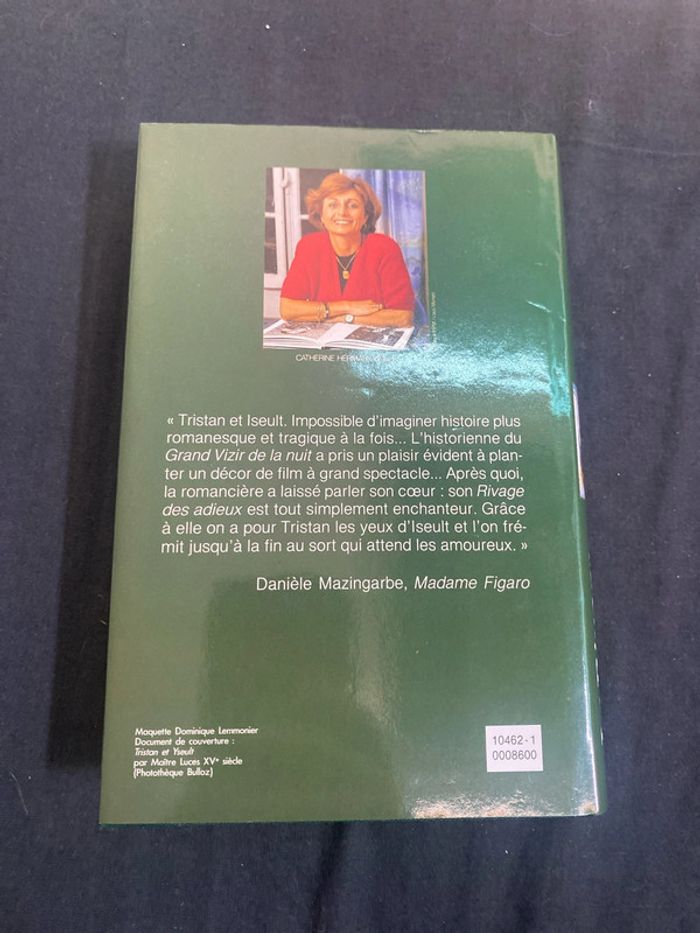 CATHERINE
« Tristan et Iseult. Impossible d'imaginer histoire plus
romanesque et tragique à la fois... L'historienne du
Grand Vizir de la nuit a pris un plaisir évident à plan-
ter un décor de film à grand spectacle... Après quoi,
la romancière a laissé parler son cœur : son Rivage
des adieux est tout simplement enchanteur. Grâce
à elle on a pour Tristan les yeux d'Iseult et l'on fré-
mit jusqu'à la fin au sort qui attend les amoureux. »
Danièle Mazingarbe, Madame Figaro
Maquette Dominique Lemmonier
Document de couverture :
Tristan et Yseult
par Maître Luces XVe siècle
(Photothèque Bulloz)
10462-1
0008600